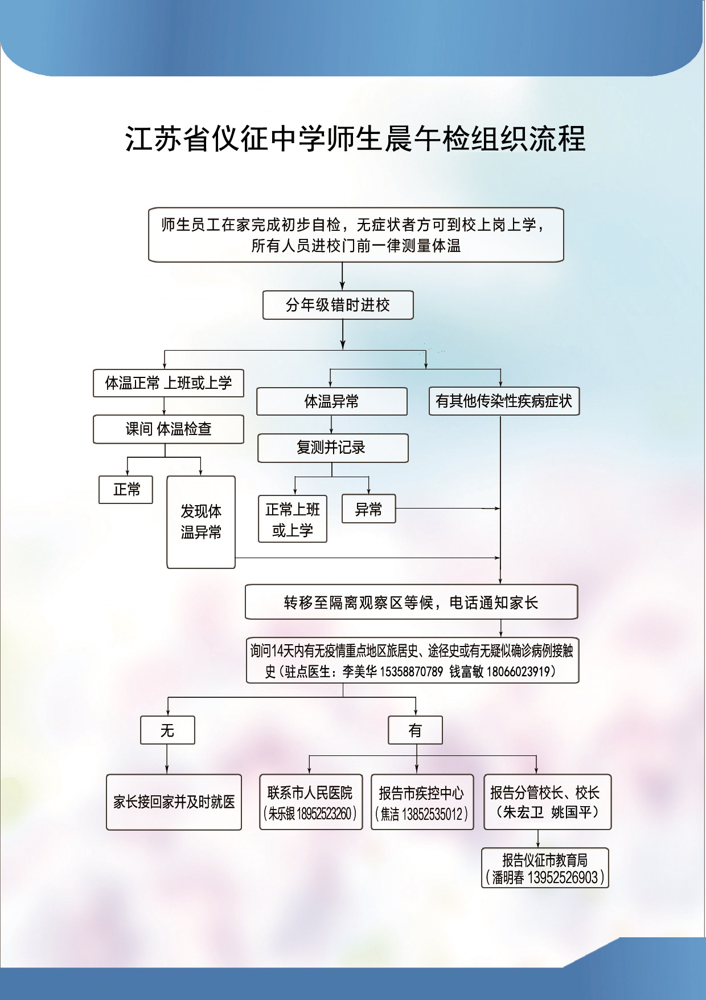 江苏省仪征中学师生晨午检组织流程
师生员工在家完成初步自检，无症状者方可到校上岗上学，
所有人员进校门前一律测量体温
分年级错时进校
体温正常 上班或上学
体温异常
有其他传染性疾病症状
课间 体温检查
复测并记录
正常
发现体
温异常
正常上班
或上学
异常
转移至隔离观察区等候，电话通知家长
询问14天内有无疫情重点地区旅居史、途径史或有无疑似确诊病例接触
史（驻点医生：李美华 15358870789 钱富敏 18066023919）
无
有
家长接回家并及时就医
联系市人民医院
（朱乐银 18952523260）
报告市疾控中心
（焦洁 13852535012）
报告分管校长、校长
（朱宏卫 姚国平）
报告仪征市教育局
（潘明春 13952526903）